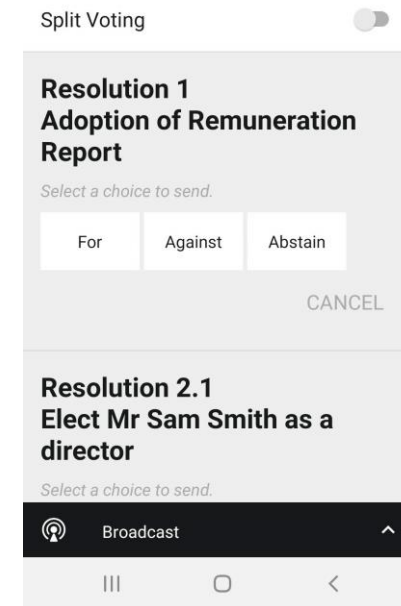 Split Voting
Resolution 1
Adoption of Remuneration
Report
Select a choice to send.
For Against Abstain
CANCEL
Resolution 2.1
Elect Mr Sam Smith as a
director
Select a choice to send.
Broadcast